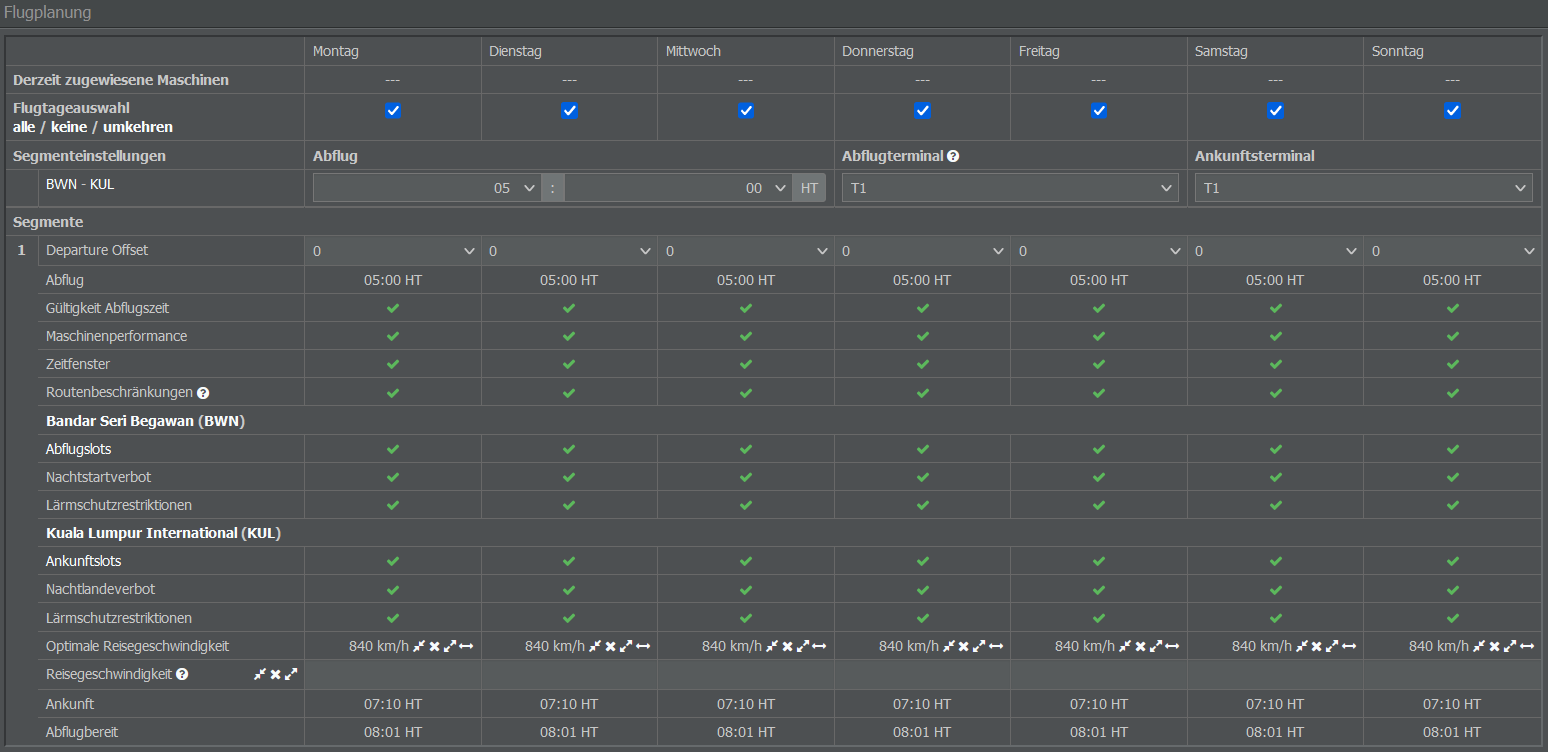 Flugplanung
Montag Dienstag Mittwoch Donnerstag Freitag Samstag Sonntag
Derzeit zugewiesene Maschinen --- --- --- --- --- --- ---
Flugtageauswahl
alle / keine / umkehren
Segmenteinstellungen Abflug Abflugterminal Ankunftsterminal
BWN - KUL 05 : 00 HT T1 T1
Segmente
1 Departure Offset 0 0 0 0 0 0 0
Abflug 05:00 HT 05:00 HT 05:00 HT 05:00 HT 05:00 HT 05:00 HT 05:00 HT
Gültigkeit Abflugszeit
Maschinenperformance
Zeitfenster
Routenbeschränkungen
Bandar Seri Begawan (BWN)
Abflugslots
Nachtstartverbot
Lärmschutzrestriktionen
Kuala Lumpur International (KUL)
Ankunftslots
Nachtlandeverbot
Lärmschutzrestriktionen
Optimale Reisegeschwindigkeit 840 km/h 840 km/h 840 km/h 840 km/h 840 km/h 840 km/h 840 km/h
Reisegeschwindigkeit
Ankunft 07:10 HT 07:10 HT 07:10 HT 07:10 HT 07:10 HT 07:10 HT 07:10 HT
Abflugbereit 08:01 HT 08:01 HT 08:01 HT 08:01 HT 08:01 HT 08:01 HT 08:01 HT